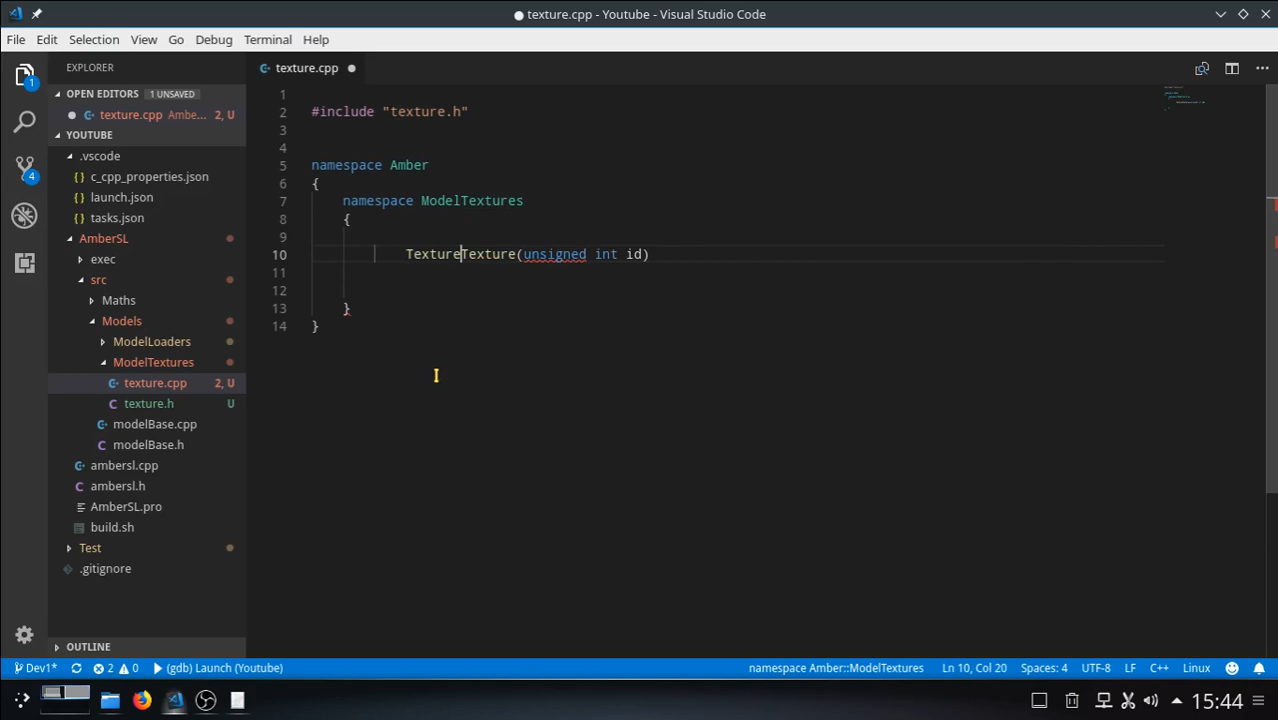 texture.cpp - Youtube - Visual Studio Code
File Edit Selection View Go Debug Terminal Help
EXPLORER
texture.cpp
1
OPEN EDITORS 1 UNSAVED
texture.cpp Ambe... 2, U
YOUTUBE
.vscode
c_cpp_properties.json
4
launch.json
tasks.json
AmberSL
exec
src
Maths
Models
ModelLoaders
ModelTextures
texture.cpp 2, U
texture.h U
modelBase.cpp
modelBase.h
ambersl.cpp
ambersl.h
AmberSL.pro
build.sh
Test
.gitignore
OUTLINE
1
2 #include "texture.h"
3
4
5 namespace Amber
6 {
7 namespace ModelTextures
8 {
9
10 TextureTexture(unsigned int id)
11
12
13 }
14 }
Dev1* 2 0 (gdb) Launch (Youtube) namespace Amber::ModelTextures Ln 10, Col 20 Spaces: 4 UTF-8 LF C++ Linux
15:44